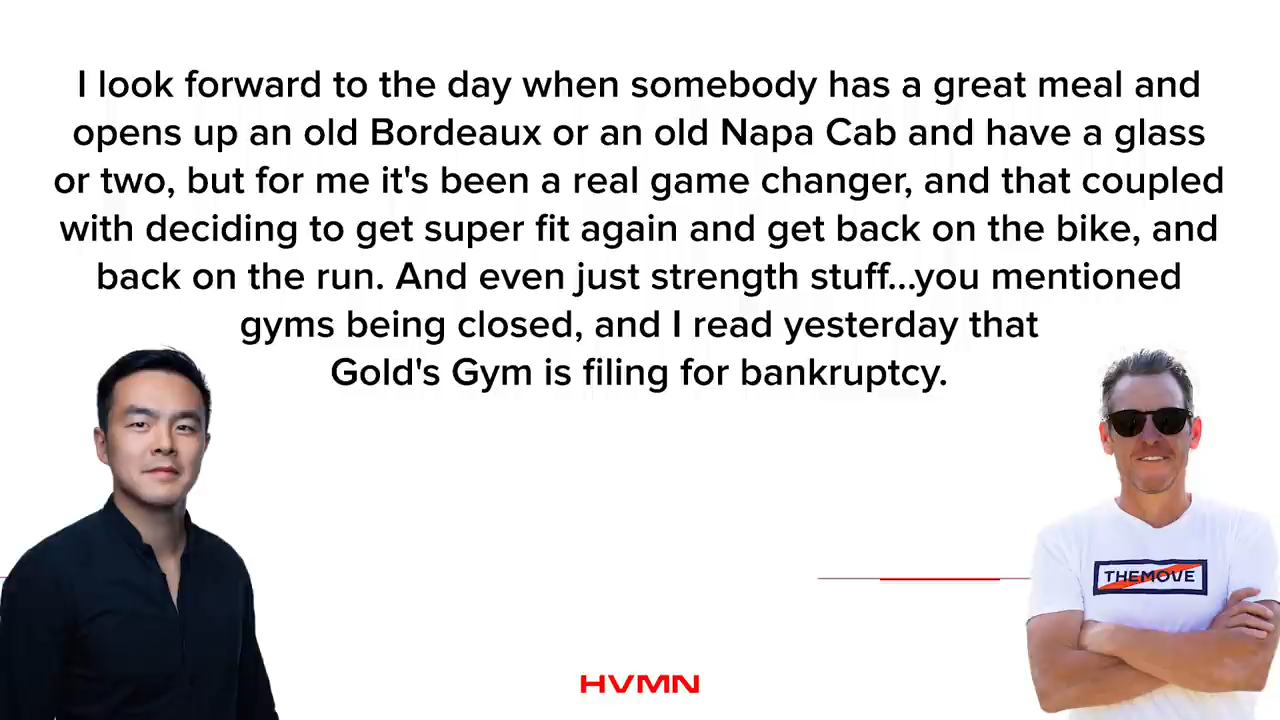 I look forward to the day when somebody has a great meal and
opens up an old Bordeaux or an old Napa Cab and have a glass
or two, but for me it's been a real game changer, and that coupled
with deciding to get super fit again and get back on the bike, and
back on the run. And even just strength stuff...you mentioned
gyms being closed, and I read yesterday that
Gold's Gym is filing for bankruptcy.
THEMOVE
HVMN